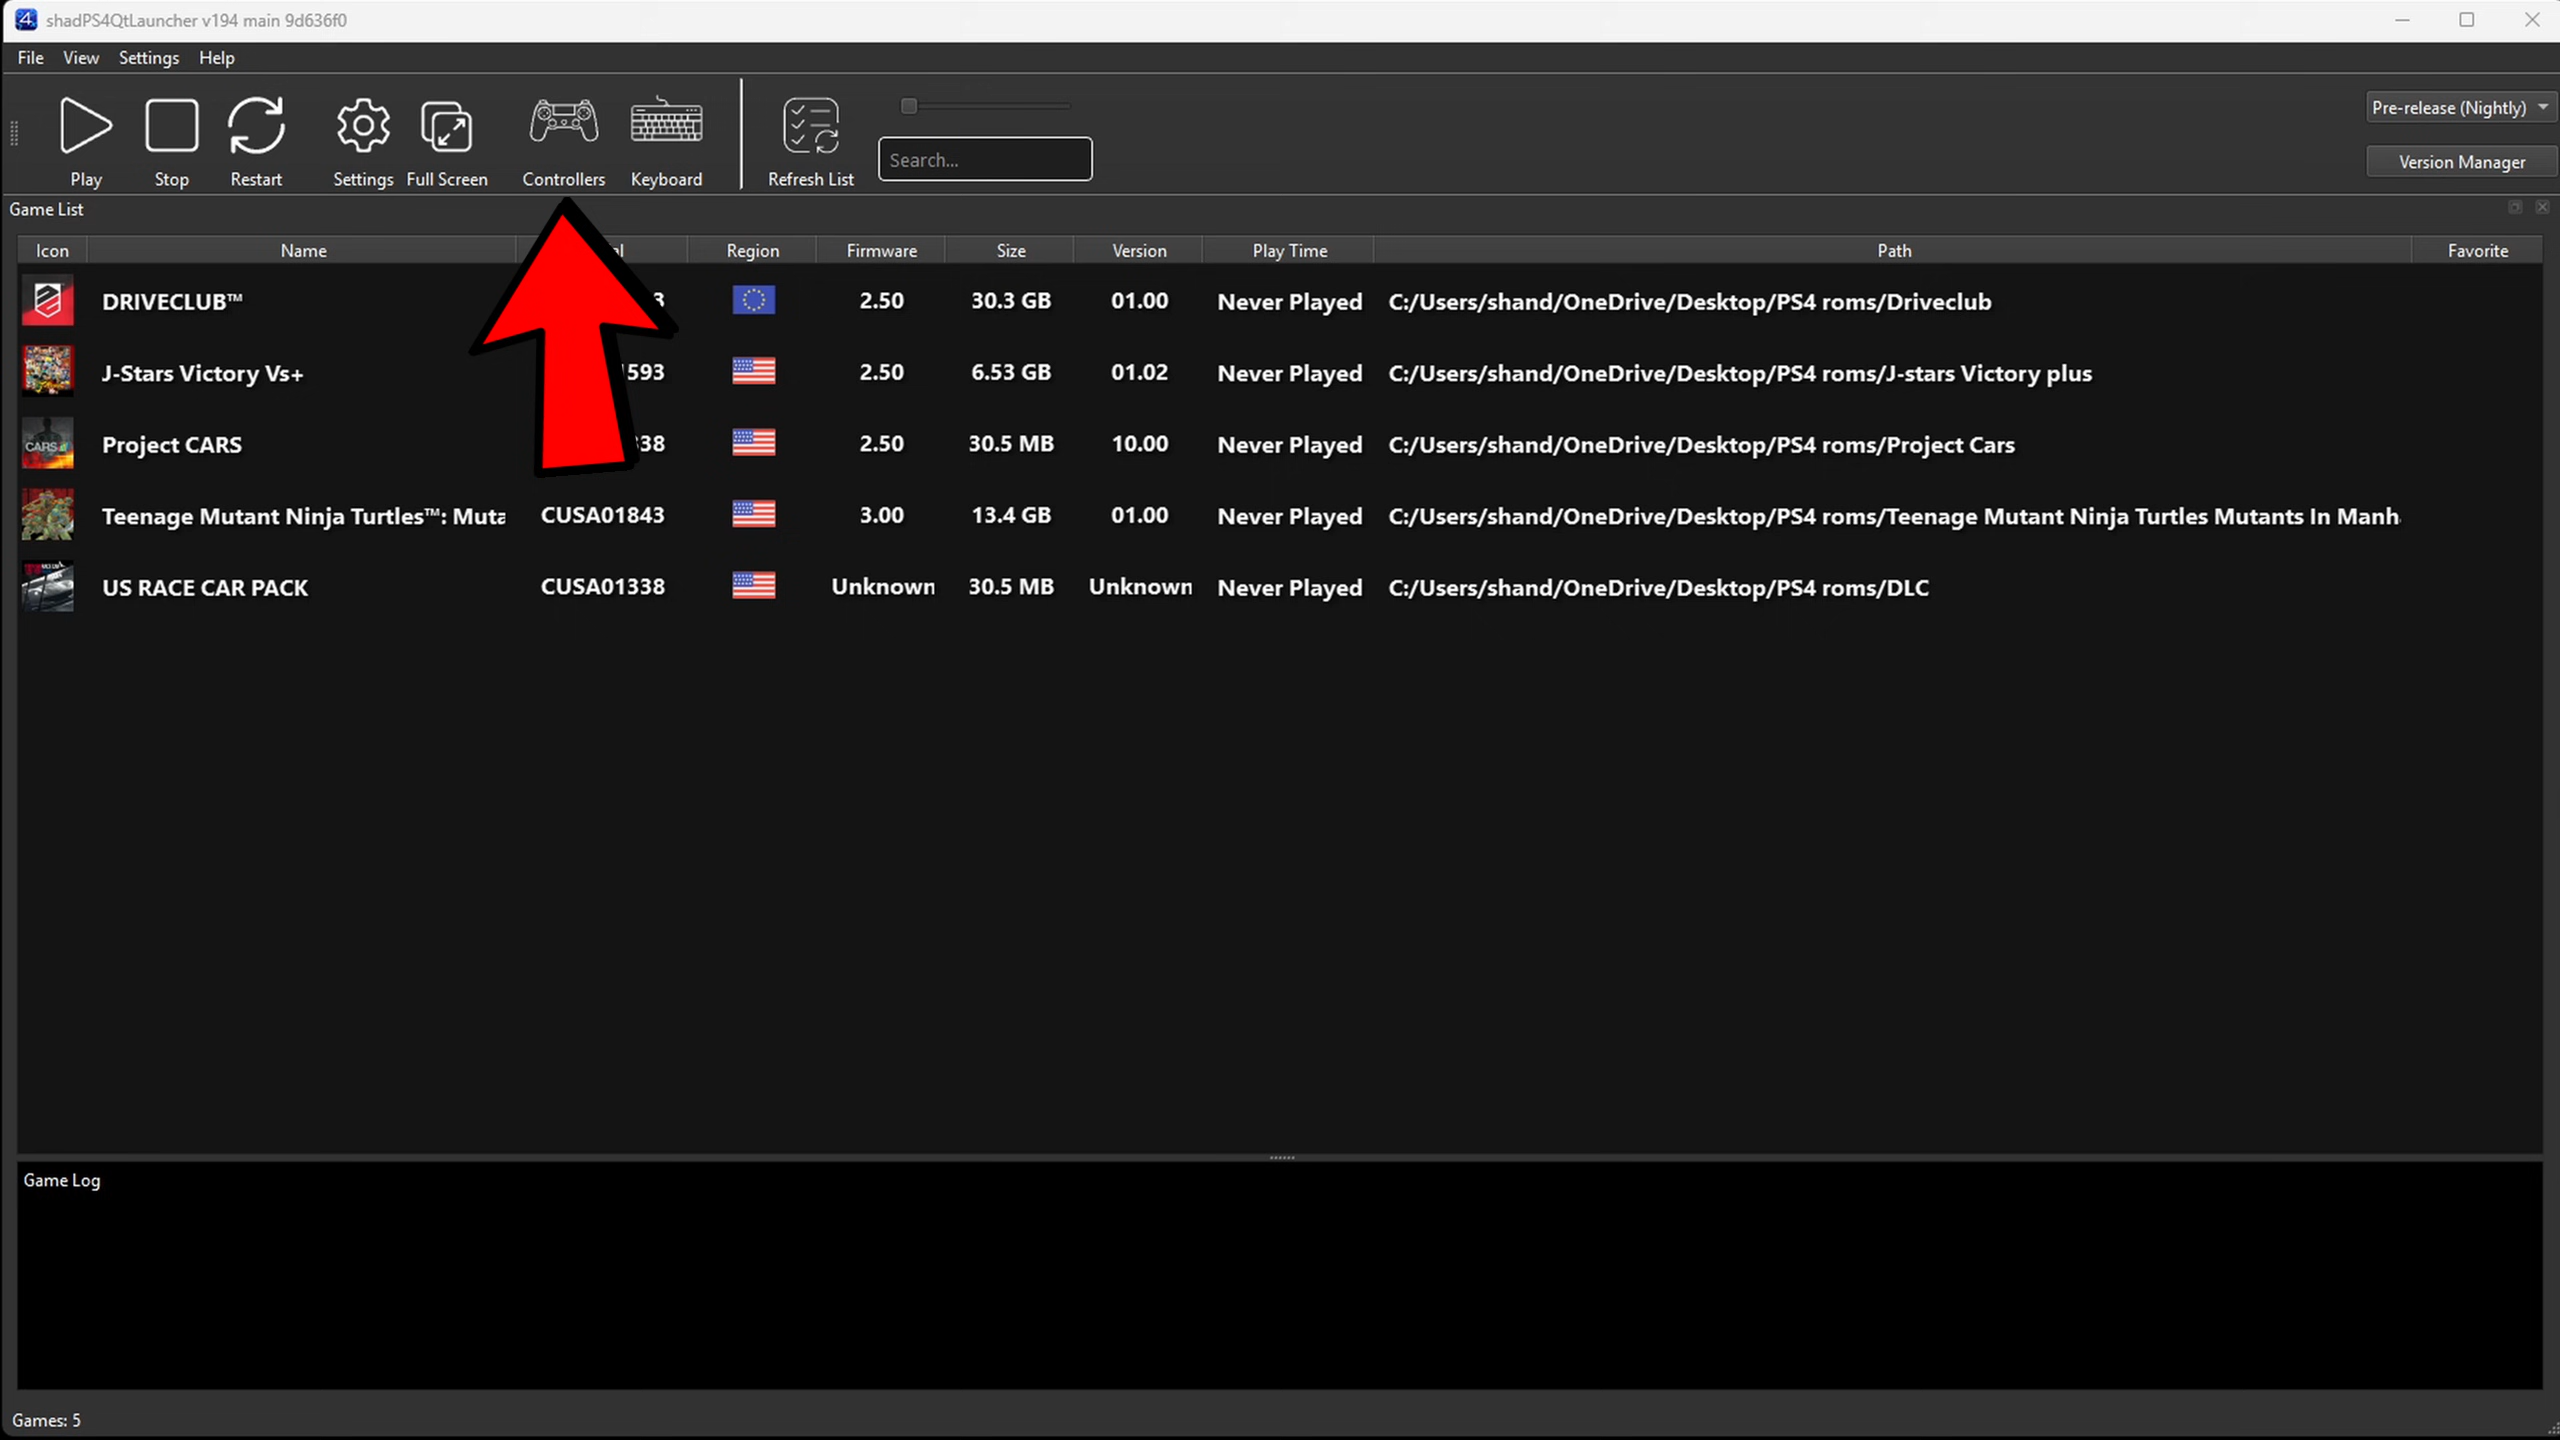 shadPS4QtLauncher v194 main 9d636f0
File View Settings Help
Play Stop Restart Settings Full Screen Controllers Keyboard Refresh List Search... Pre-release (Nightly)
Version Manager
Game List
Icon Name Region Firmware Size Version Play Time Path Favorite
DRIVECLUB™ 3 2.50 30.3 GB 01.00 Never Played C:/Users/shand/OneDrive/Desktop/PS4 roms/Driveclub
J-Stars Victory Vs+ 593 2.50 6.53 GB 01.02 Never Played C:/Users/shand/OneDrive/Desktop/PS4 roms/J-stars Victory plus
CARS Project CARS 38 2.50 30.5 MB 10.00 Never Played C:/Users/shand/OneDrive/Desktop/PS4 roms/Project Cars
Teenage Mutant Ninja Turtles™: Muta CUSA01843 3.00 13.4 GB 01.00 Never Played C:/Users/shand/OneDrive/Desktop/PS4 roms/Teenage Mutant Ninja Turtles Mutants In Manh
US RACE CAR PACK CUSA01338 Unknown 30.5 MB Unknown Never Played C:/Users/shand/OneDrive/Desktop/PS4 roms/DLC
Game Log
Games: 5